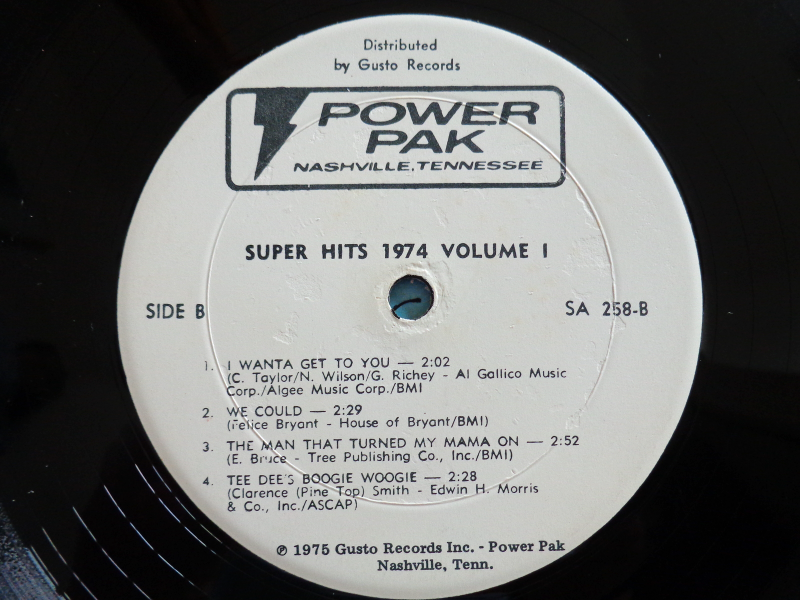 Distributed
by Gusto Records
POWER
PAK
NASHVILLE, TENNESSEE
SUPER HITS 1974 VOLUME I
SIDE B
SA 258-B
1. I WANTA GET TO YOU — 2:02
(C. Taylor/N. Wilson/G. Richey - Al Gallico Music
Corp./Algee Music Corp./BMI
2. WE COULD — 2:29
(Felice Bryant - House of Bryant/BMI)
3. THE MAN THAT TURNED MY MAMA ON — 2:52
(E. Bruce - Tree Publishing Co., Inc./BMI)
4. TEE DEE'S BOOGIE WOOGIE — 2:28
(Clarence (Pine Top) Smith - Edwin H. Morris
& Co., Inc./ASCAP)
℗ 1975 Gusto Records Inc. - Power Pak
Nashville, Tenn.